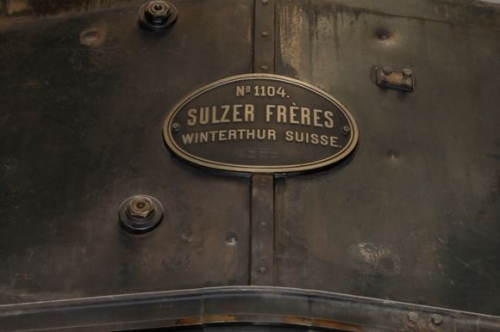 Nº 1104.
SULZER FRÈRES
WINTERTHUR SUISSE.